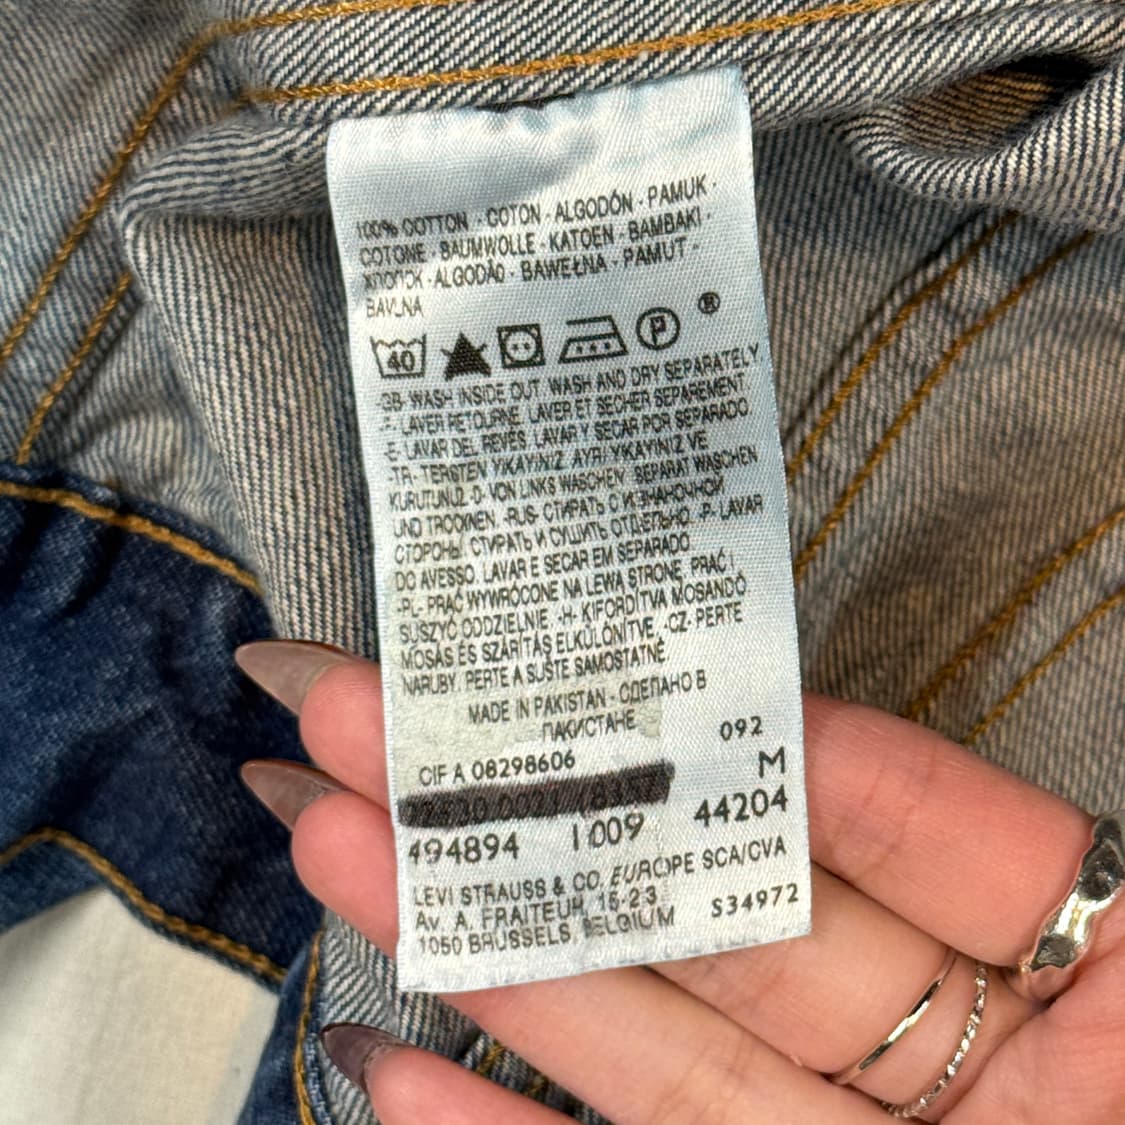 100% COTTON - COTON - ALGODÓN - PAMUK -
COTONE - BAUMWOLLE - KATOEN - BAMBAKI -
ХЛОПОК - ALGODÃO - BAWEŁNA - PAMUT -
BAVLNA
40 P ®
GB- WASH INSIDE OUT. WASH AND DRY SEPARATELY.
-F- LAVER RETOURNE. LAVER ET SECHER SEPAREMENT.
-E- LAVAR DEL REVÉS. LAVAR Y SECAR POR SEPARADO.
-TR- TERSTEN YIKAYINIZ. AYRI YIKAYINIZ VE
KURUTUNUZ. -D- VON LINKS WASCHEN. SEPARAT WASCHEN
UND TROCKNEN. -RUS- СТИРАТЬ С ИЗНАНОЧНОЙ
СТОРОНЫ. СТИРАТЬ И СУШИТЬ ОТДЕЛЬНО. -P- LAVAR
DO AVESSO. LAVAR E SECAR EM SEPARADO.
-PL- PRAĆ WYWRÓCONE NA LEWĄ STRONĘ. PRAĆ I
SUSZYĆ ODDZIELNIE. -H- KIFORDÍTVA MOSANDÓ
MOSÁS ÉS SZÁRÍTÁS ELKÜLÖNÍTVE. -CZ- PERTE
NARUBY. PERTE A SUŠTE SAMOSTATNĚ.
MADE IN PAKISTAN - СДЕЛАНО В
ПАКИСТАНЕ
092
CIF A 08298606
M
494894 1009 44204
LEVI STRAUSS & CO. EUROPE SCA/CVA
Av. A. FRAITEUR, 15-23
1050 BRUSSELS, BELGIUM S34972